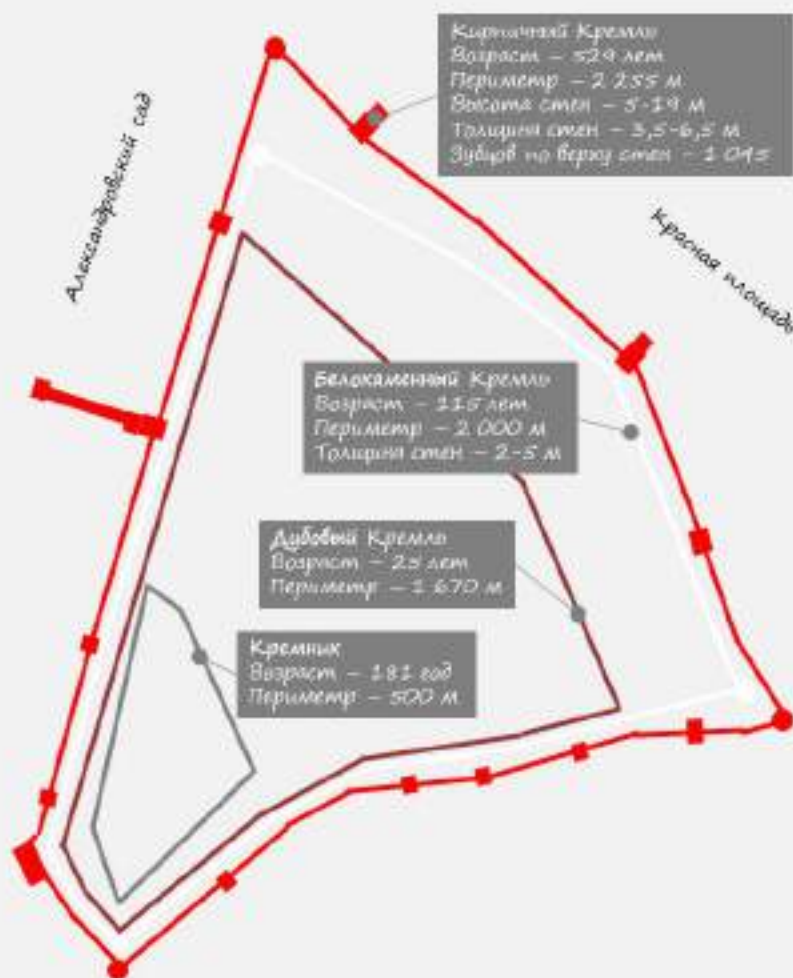 Кирпичный Кремль
Возраст – 529 лет
Периметр – 2 255 м
Высота стен – 5-19 м
Толщина стен – 3,5-6,5 м
Зубцов по верху стен – 1 045
Александровский сад
Красная площадь
Белокаменный Кремль
Возраст – 115 лет
Периметр – 2 000 м
Толщина стен – 2-5 м
Дубовый Кремль
Возраст – 25 лет
Периметр – 1 670 м
Кремник
Возраст – 181 год
Периметр – 500 м